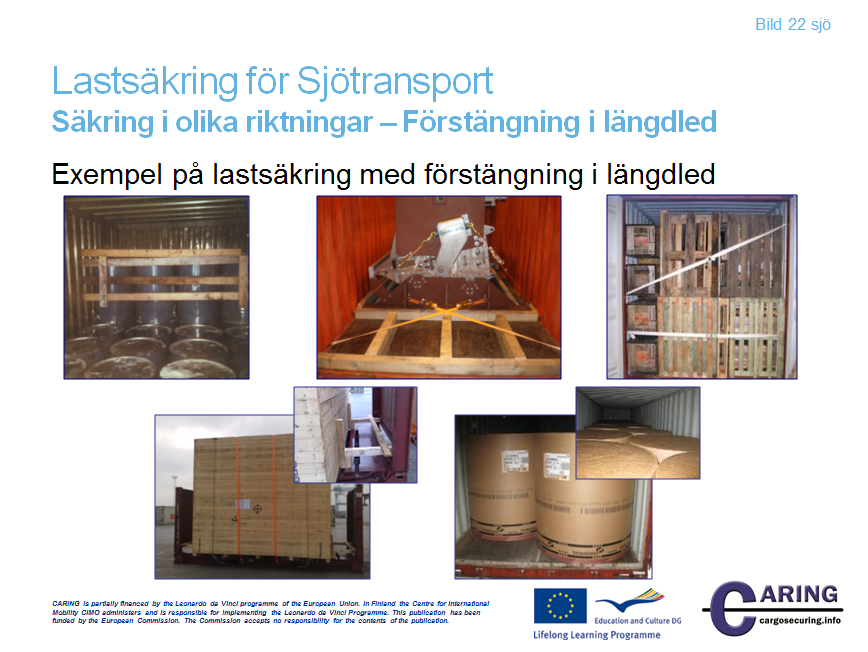 Bild 22 sjö
Lastsäkring för Sjötransport
Säkring i olika riktningar – Förstängning i längdled
Exempel på lastsäkring med förstängning i längdled
CARING is partially financed by the Leonardo da Vinci programme of the European Union. In Finland the Centre for International
Mobility CIMO administers and is responsible for implementing the Leonardo da Vinci Programme. This publication has been
funded by the European Commission. The Commission accepts no responsibility for the contents of the publication.
Education and Culture DG
Lifelong Learning Programme
CARING
cargosecuring.info